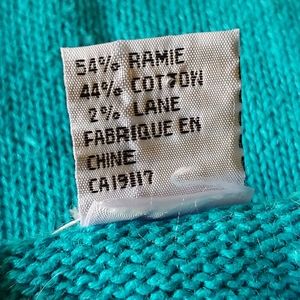 54% RAMIE
44% COTTON
2% LANE
FABRIQUE EN
CHINE
CA19117